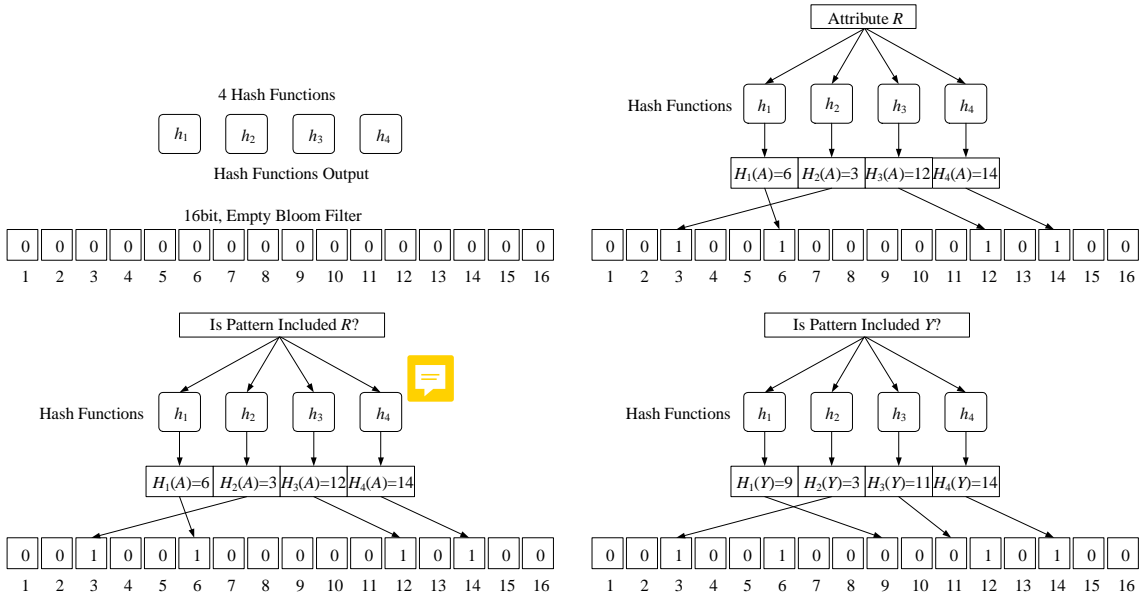 4 Hash Functions
h1 h2 h3 h4
Hash Functions Output
16bit, Empty Bloom Filter
0 0 0 0 0 0 0 0 0 0 0 0 0 0 0 0
1 2 3 4 5 6 7 8 9 10 11 12 13 14 15 16
Attribute R
Hash Functions h1 h2 h3 h4
H1(A)=6 H2(A)=3 H3(A)=12 H4(A)=14
0 0 1 0 0 1 0 0 0 0 0 1 0 1 0 0
1 2 3 4 5 6 7 8 9 10 11 12 13 14 15 16
Is Pattern Included R?
Hash Functions h1 h2 h3 h4
H1(A)=6 H2(A)=3 H3(A)=12 H4(A)=14
0 0 1 0 0 1 0 0 0 0 0 1 0 1 0 0
1 2 3 4 5 6 7 8 9 10 11 12 13 14 15 16
Is Pattern Included Y?
Hash Functions h1 h2 h3 h4
H1(Y)=9 H2(Y)=3 H3(Y)=11 H4(Y)=14
0 0 1 0 0 1 0 0 0 0 0 1 0 1 0 0
1 2 3 4 5 6 7 8 9 10 11 12 13 14 15 16